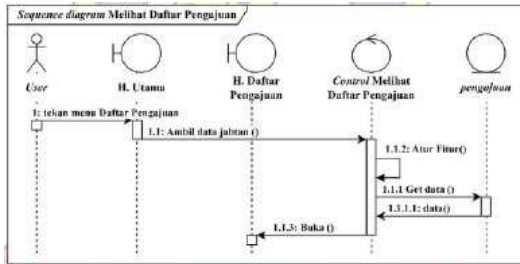 Sequence diagram Melihat Daftar Pengajuan
User
H. Utama
H. Daftar
Pengajuan
Control Melihat
Daftar Pengajuan
pengajuan
1: tekan menu Daftar Pengajuan
1.1: Ambil data jabtan ()
1.1.2: Atur Fitur()
1.1.1 Get data ()
1.1.1.1: data()
1.1.3: Buka ()